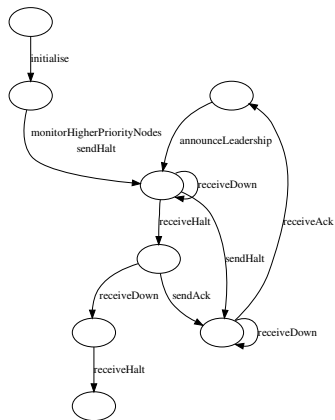 initialise
monitorHigherPriorityNodes
sendHalt
announceLeadership
receiveDown
receiveHalt
sendHalt
receiveAck
receiveDown
sendAck
receiveDown
receiveHalt